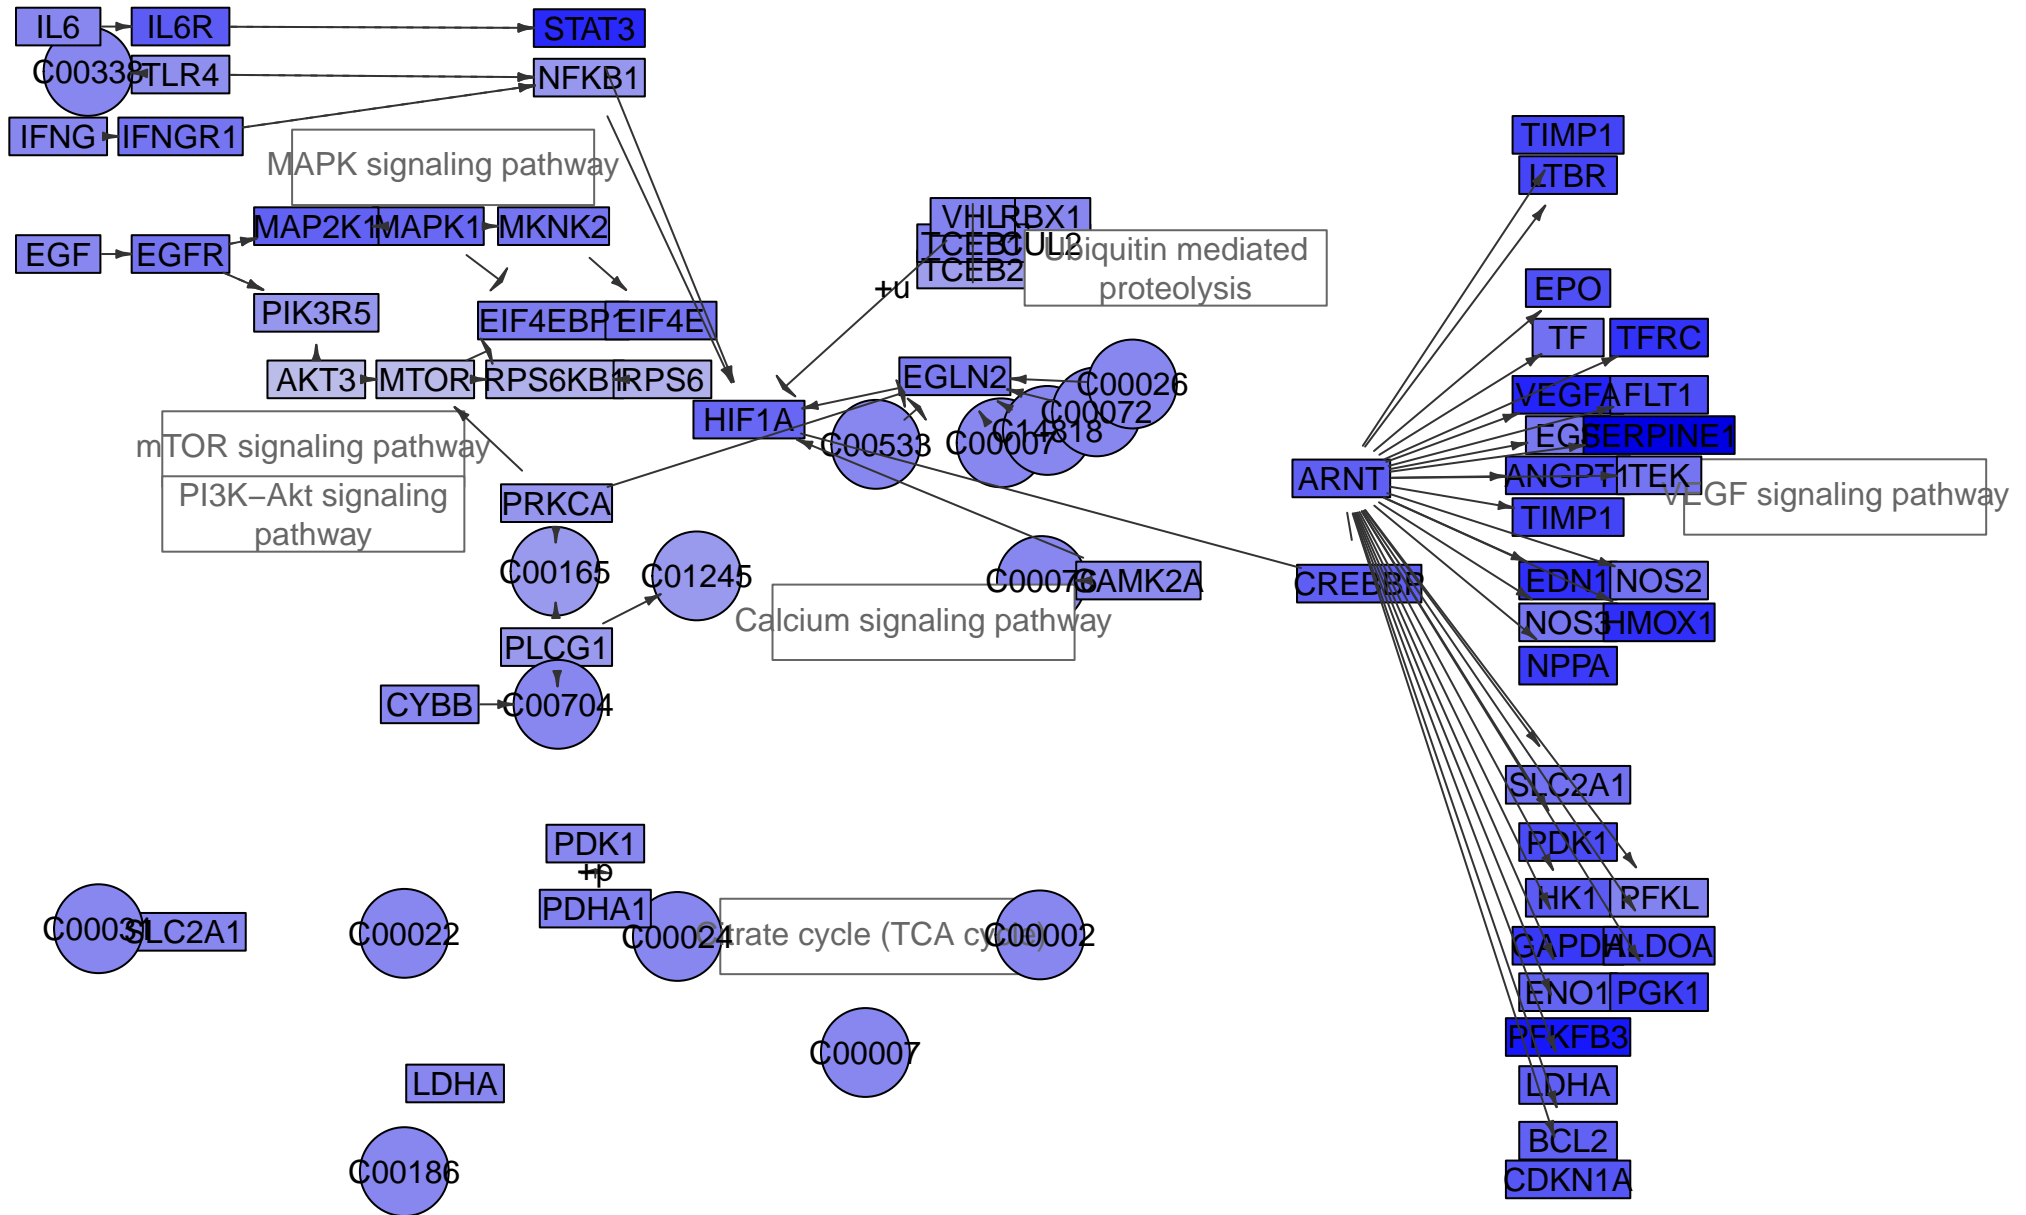 IL6
IL6R
STAT3
C00338
TLR4
NFKB1
IFNG
IFNGR1
TIMP1
MAPK signaling pathway
LTBR
MAP2K1
MAPK1
MKNK2
VHL
RBX1
EGF
EGFR
TCEB1
CUL2
Ubiquitin mediated
proteolysis
TCEB2
+u
EPO
PIK3R5
EIF4EBP1
EIF4E
TF
TFRC
AKT3
MTOR
RPS6KB1
RPS6
EGLN2
C00026
C00072
C14818
C00007
C00533
HIF1A
VEGFA
FLT1
EGF
SERPINE1
mTOR signaling pathway
PI3K−Akt signaling
pathway
ARNT
ANGPT1
TEK
VEGF signaling pathway
PRKCA
TIMP1
C00165
C01245
C00076
CAMK2A
CREBBP
EDN1
NOS2
Calcium signaling pathway
NOS3
HMOX1
PLCG1
NPPA
CYBB
C00704
SLC2A1
PDK1
+p
PDK1
PDHA1
HK1
PFKL
C00031
SLC2A1
C00022
C00024
Citrate cycle (TCA cycle)
C00002
GAPDH
ALDOA
ENO1
PGK1
PFKFB3
C00007
LDHA
LDHA
BCL2
C00186
CDKN1A